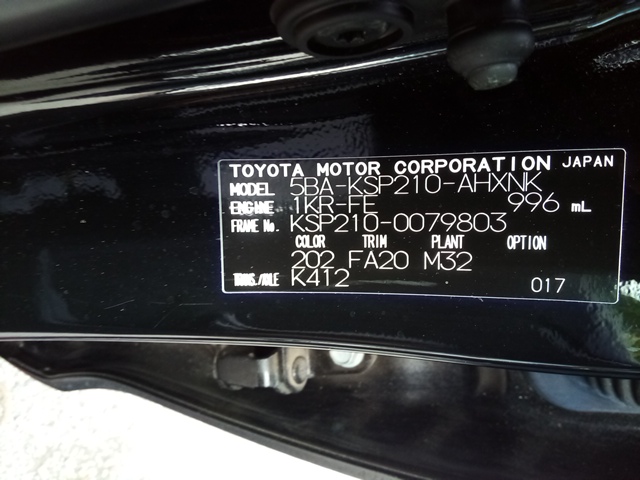 TOYOTA MOTOR CORPORATION JAPAN
MODEL 5BA-KSP210-AHXNK
ENGINE 1KR-FE 996 mL
FRAME No. KSP210-0079803
COLOR TRIM PLANT OPTION
202 FA20 M32
TRANS./AXLE K412 017